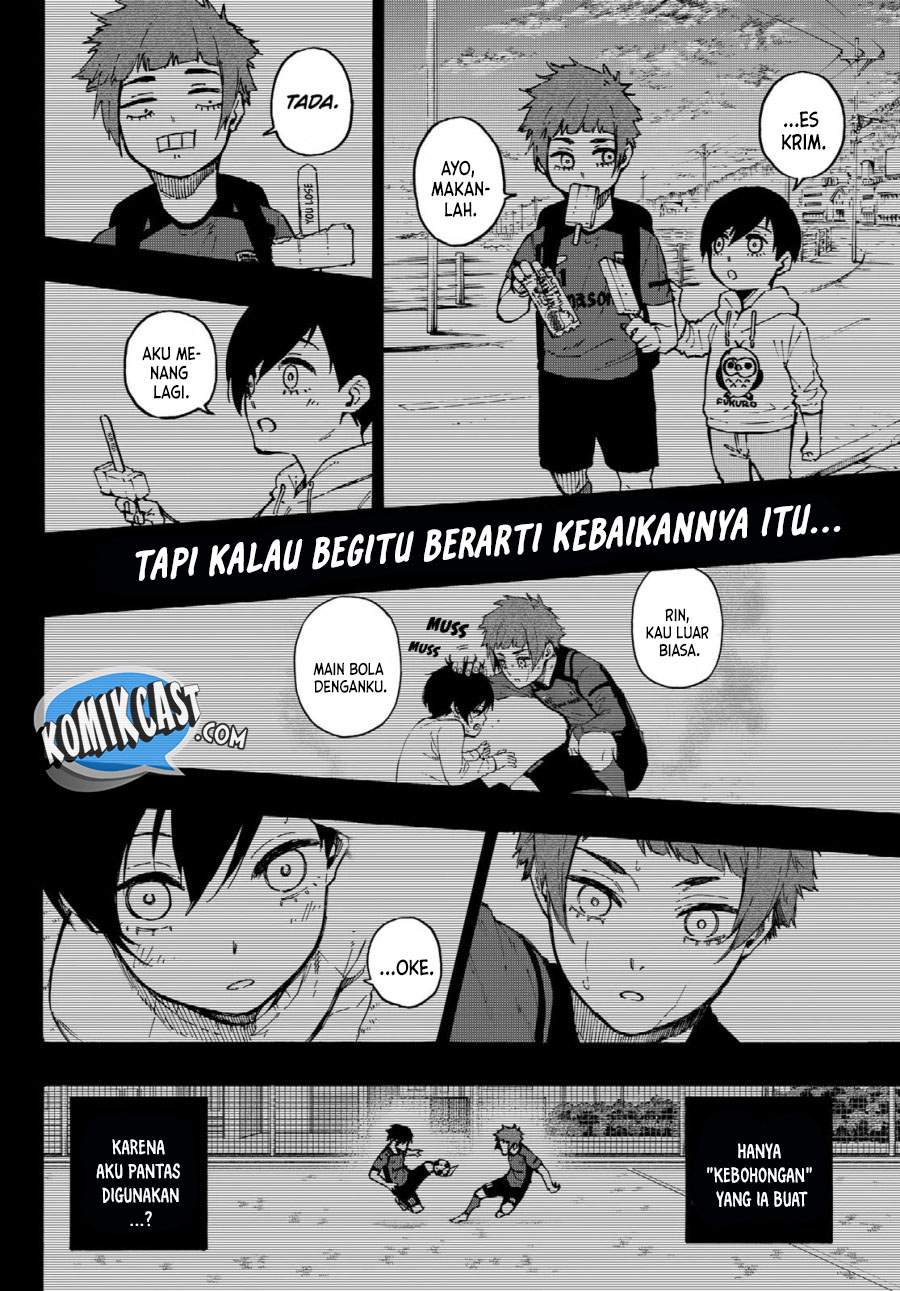 ...ES
KRIM.
AYO,
MAKAN-
LAH.
mason
FUKURO
TADA.
YOU LOSE
AKU ME-
NANG
LAGI.
TAPI KALAU BEGITU BERARTI KEBAIKANNYA ITU...
RIN,
KAU LUAR
BIASA.
MUSS
MUSS
MAIN BOLA
DENGANKU.
KOMIKCAST
.COM
...OKE.
HANYA
"KEBOHONGAN"
YANG IA BUAT
KARENA
AKU PANTAS
DIGUNAKAN
...?